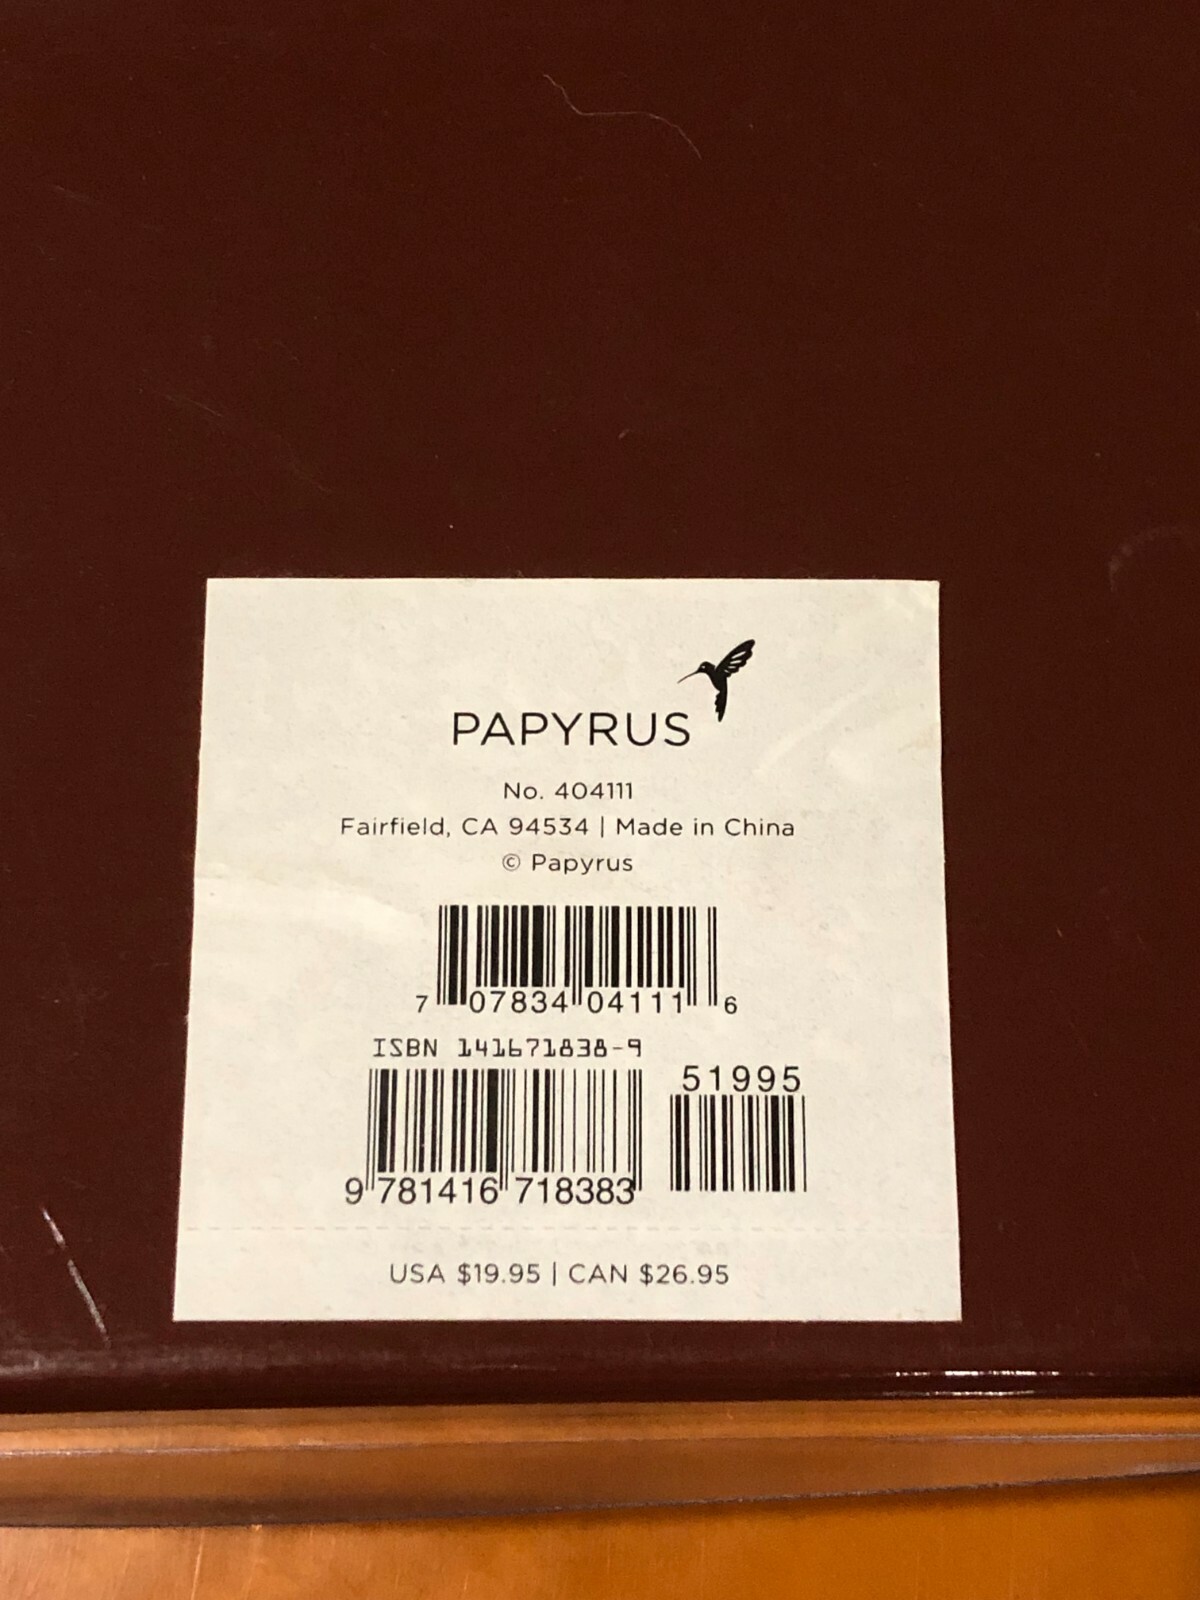 PAPYRUS
No. 404111
Fairfield, CA 94534 | Made in China
© Papyrus
7 07834 04111 6
ISBN 141671838-9
51995
9 781416 718383
USA $19.95 | CAN $26.95